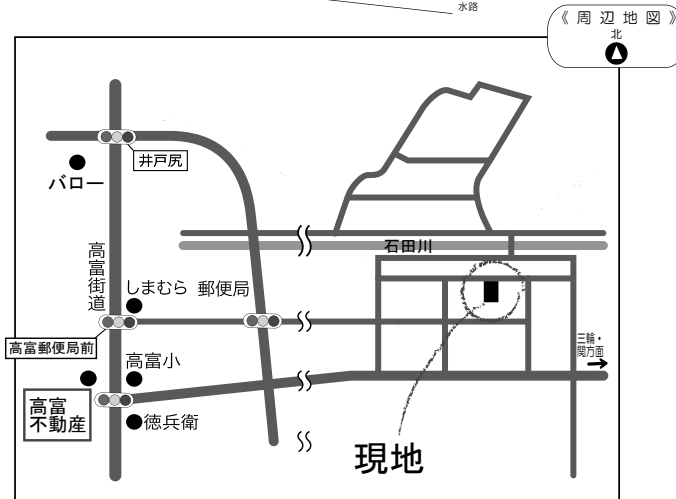 水路
《周辺地図》
北
井戸尻
バロー
石田川
高富街道
しまむら
郵便局
高富郵便局前
三輪・
関方面
高富小
高富
不動産
徳兵衛
現地